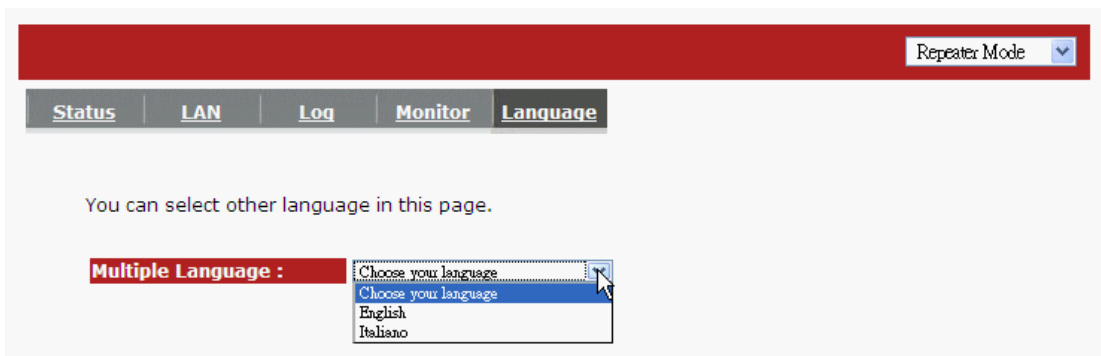 Repeater Mode
Status LAN Log Monitor Language
You can select other language in this page.
Multiple Language : Choose your language
Choose your language
English
Italiano